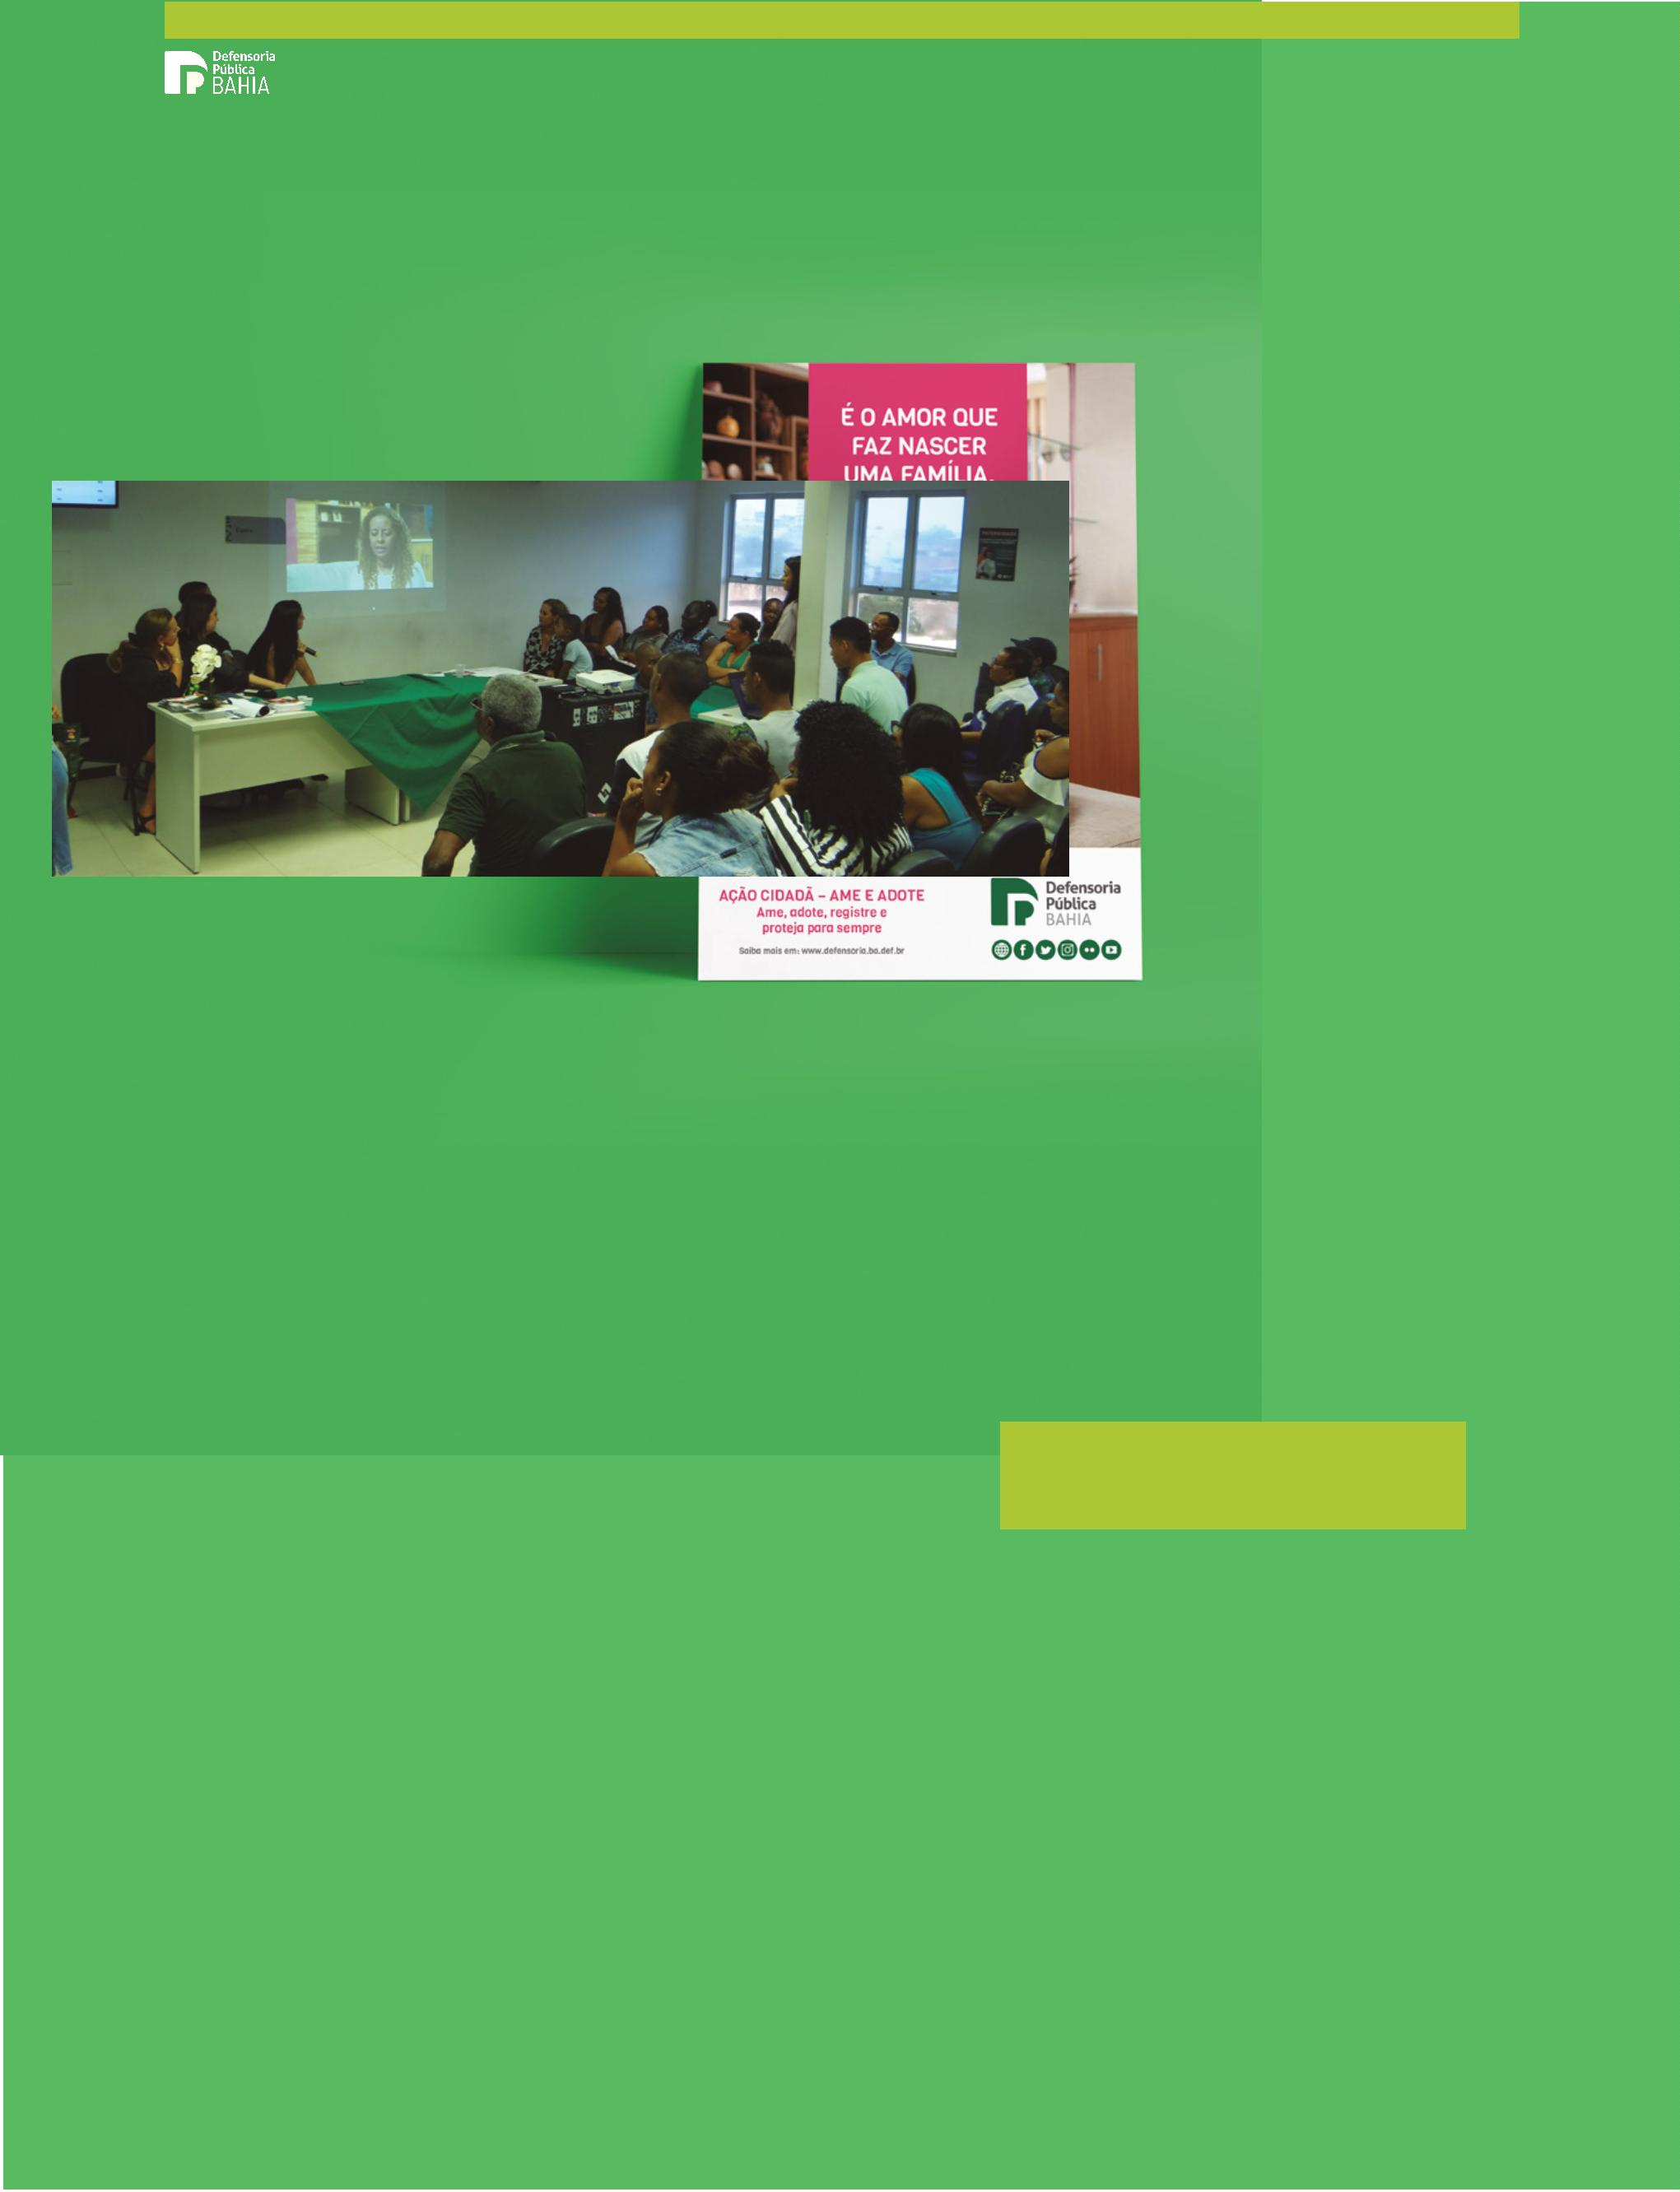 Defensoria
Pública
BAHIA
É O AMOR QUE
FAZ NASCER
UMA FAMÍLIA.
AÇÃO CIDADÃ – AME E ADOTE
Ame, adote, registre e
proteja para sempre
Saiba mais em: www.defensoria.ba.def.br
Defensoria
Pública
BAHIA